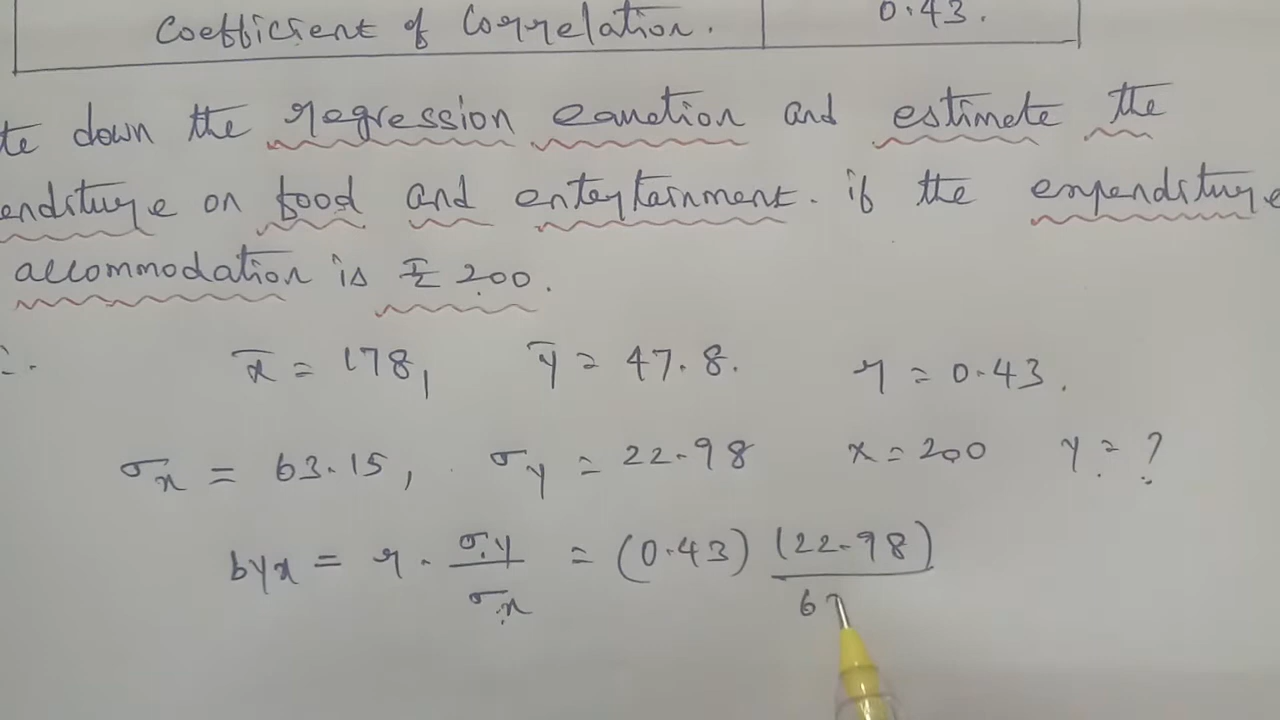 Coefficient of Correlation. 0.43.
te down the regression equation and estimate the
enditure on food and entertainment. if the expenditure
accommodation is ₹ 200.
∴. x̄ = 178, ȳ = 47.8. r = 0.43.
σx = 63.15, σy = 22.98 x = 200 y = ?
byx = r. σy/σx = (0.43) (22.98)/63